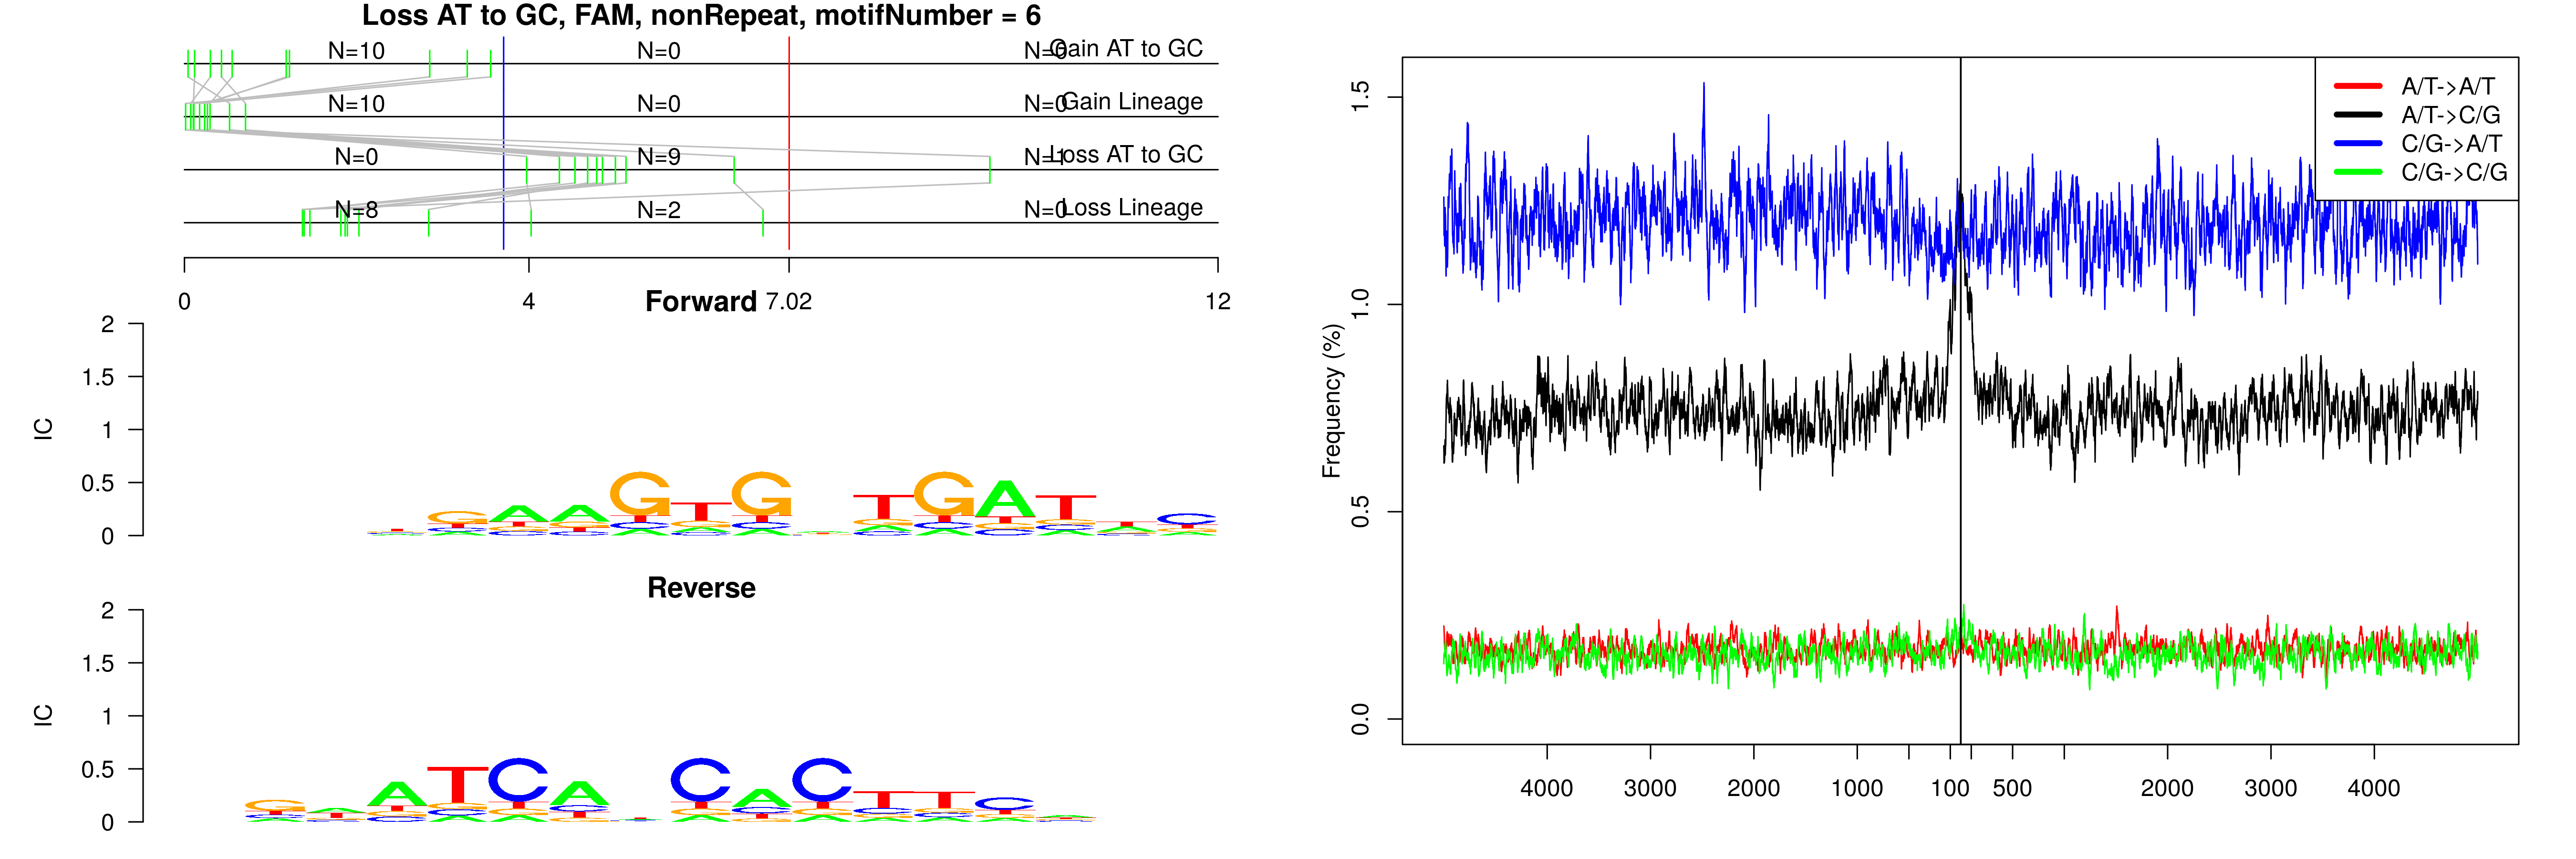 Loss AT to GC, FAM, nonRepeat, motifNumber = 6
N=10 N=0 N=0 Gain AT to GC
N=10 N=0 N=0 Gain Lineage
N=0 N=9 N=1 Loss AT to GC
N=8 N=2 N=0 Loss Lineage
0 4 7.02 12
Forward
2
1.5
1
0.5
0
IC
G A A G T G T G A T T C
Reverse
2
1.5
1
0.5
0
IC
G A A T C A C A C T T C
1.5
1.0
0.5
0.0
Frequency (%)
A/T->A/T
A/T->C/G
C/G->A/T
C/G->C/G
4000 3000 2000 1000 100 500 2000 3000 4000